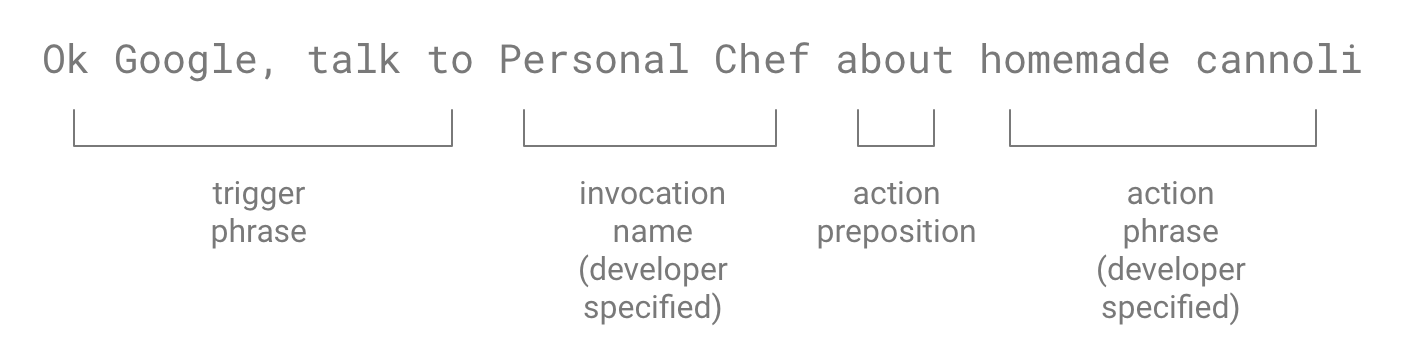 Ok Google, talk to Personal Chef about homemade cannoli
trigger
phrase
invocation
name
(developer
specified)
action
preposition
action
phrase
(developer
specified)